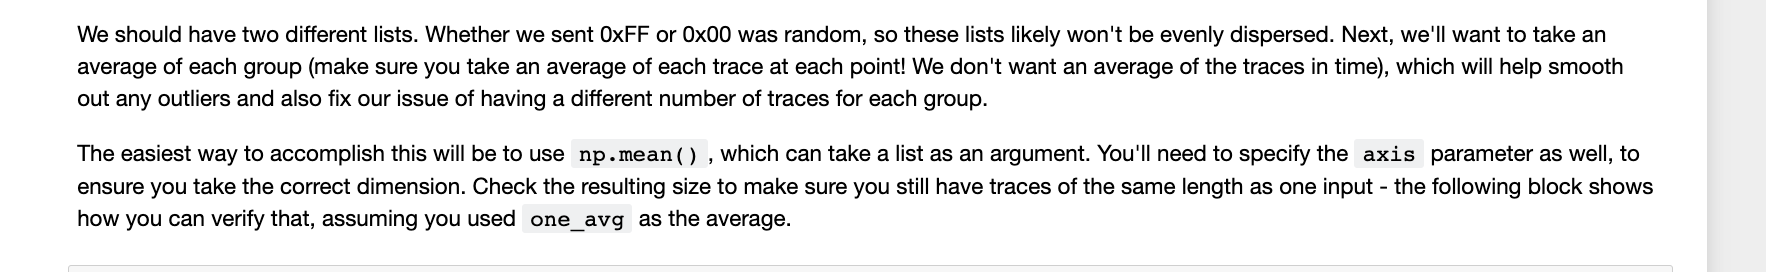 We should have two different lists. Whether we sent 0xFF or 0x00 was random, so these lists likely won't be evenly dispersed. Next, we'll want to take an
average of each group (make sure you take an average of each trace at each point! We don't want an average of the traces in time), which will help smooth
out any outliers and also fix our issue of having a different number of traces for each group.
The easiest way to accomplish this will be to use np.mean() , which can take a list as an argument. You'll need to specify the axis parameter as well, to
ensure you take the correct dimension. Check the resulting size to make sure you still have traces of the same length as one input - the following block shows
how you can verify that, assuming you used one_avg as the average.